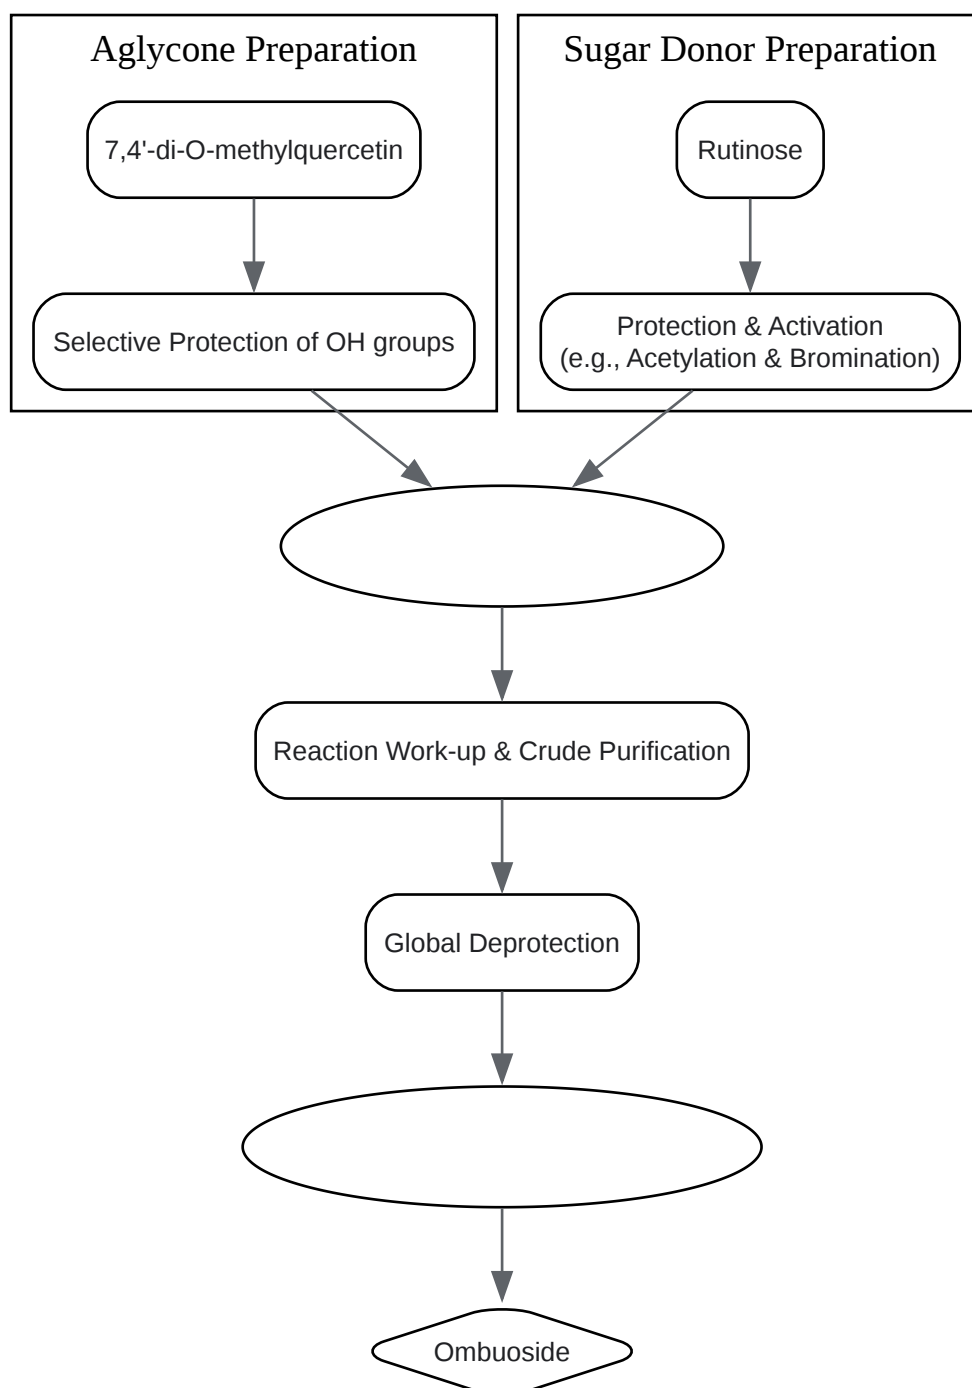 Aglycone Preparation
Sugar Donor Preparation
7,4'-di-O-methylquercetin
Rutinose
Selective Protection of OH groups
Protection & Activation
(e.g., Acetylation & Bromination)
Reaction Work-up & Crude Purification
Global Deprotection
Ombuoside